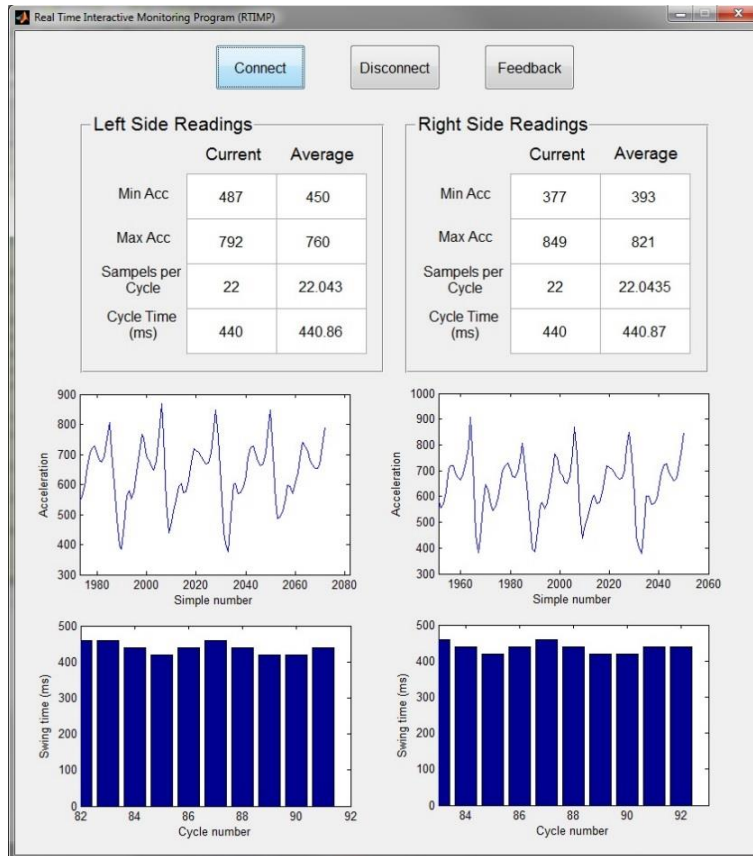 Real Time Interactive Monitoring Program (RTIMP)
Connect
Disconnect
Feedback
Left Side Readings
Current Average
Min Acc 487 450
Max Acc 792 760
Sampels per
Cycle 22 22.043
Cycle Time
(ms) 440 440.86
Right Side Readings
Current Average
Min Acc 377 393
Max Acc 849 821
Sampels per
Cycle 22 22.0435
Cycle Time
(ms) 440 440.87
Acceleration
900
800
700
600
500
400
300
1980 2000 2020 2040 2060 2080
Simple number
Acceleration
1000
900
800
700
600
500
400
300
1960 1980 2000 2020 2040 2060
Simple number
Swing time (ms)
500
400
300
200
100
0
82 84 86 88 90 92
Cycle number
Swing time (ms)
500
400
300
200
100
0
84 86 88 90 92
Cycle number